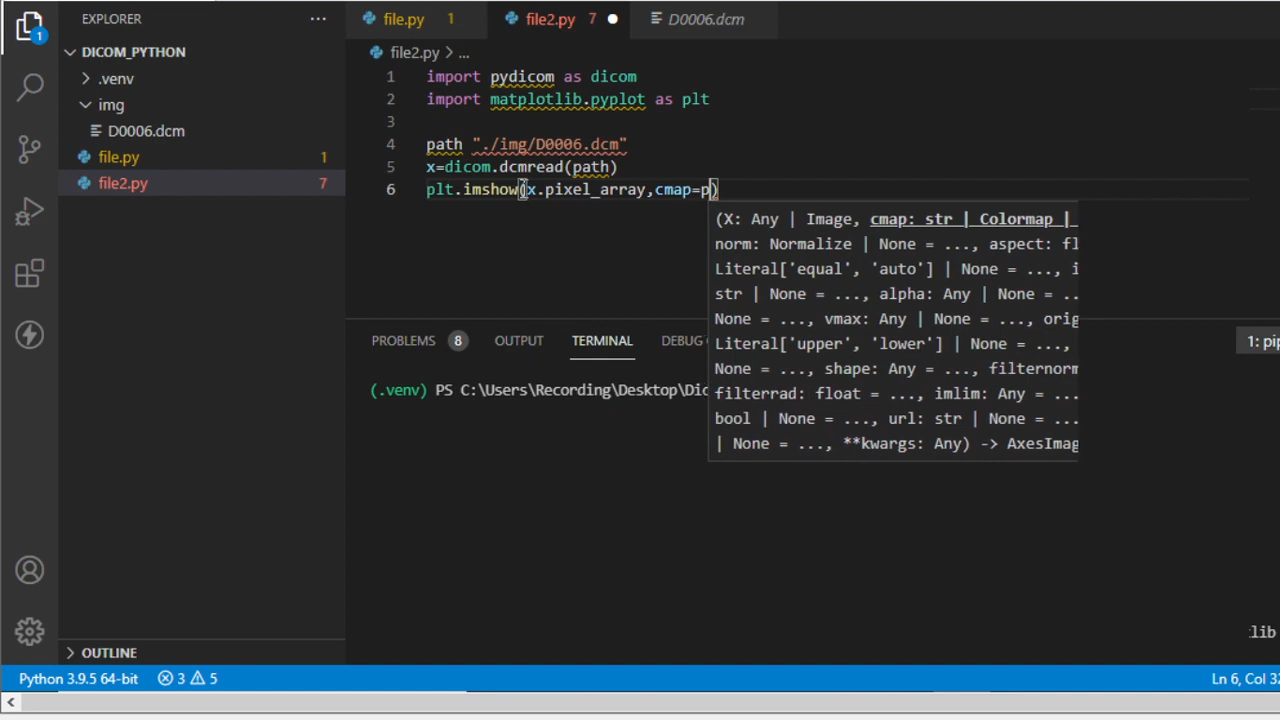 EXPLORER ...
file.py 1 file2.py 7 D0006.dcm
1
DICOM_PYTHON
file2.py > ...
.venv
img
D0006.dcm
file.py 1
file2.py 7
1 import pydicom as dicom
2 import matplotlib.pyplot as plt
3
4 path "./img/D0006.dcm"
5 x=dicom.dcmread(path)
6 plt.imshow(x.pixel_array,cmap=p)
(X: Any | Image, cmap: str | Colormap |
norm: Normalize | None = ..., aspect: fl
Literal['equal', 'auto'] | None = ..., i
str | None = ..., alpha: Any | None = ..
None = ..., vmax: Any | None = ..., orig
Literal['upper', 'lower'] | None = ...,
None = ..., shape: Any = ..., filternorm
filterrad: float = ..., imlim: Any = ...
bool | None = ..., url: str | None = ...
| None = ..., **kwargs: Any) -> AxesImag
PROBLEMS 8 OUTPUT TERMINAL DEBUG 1: pip
(.venv) PS C:\Users\Recording\Desktop\Dic
lib
OUTLINE
Python 3.9.5 64-bit 3 5 Ln 6, Col 32